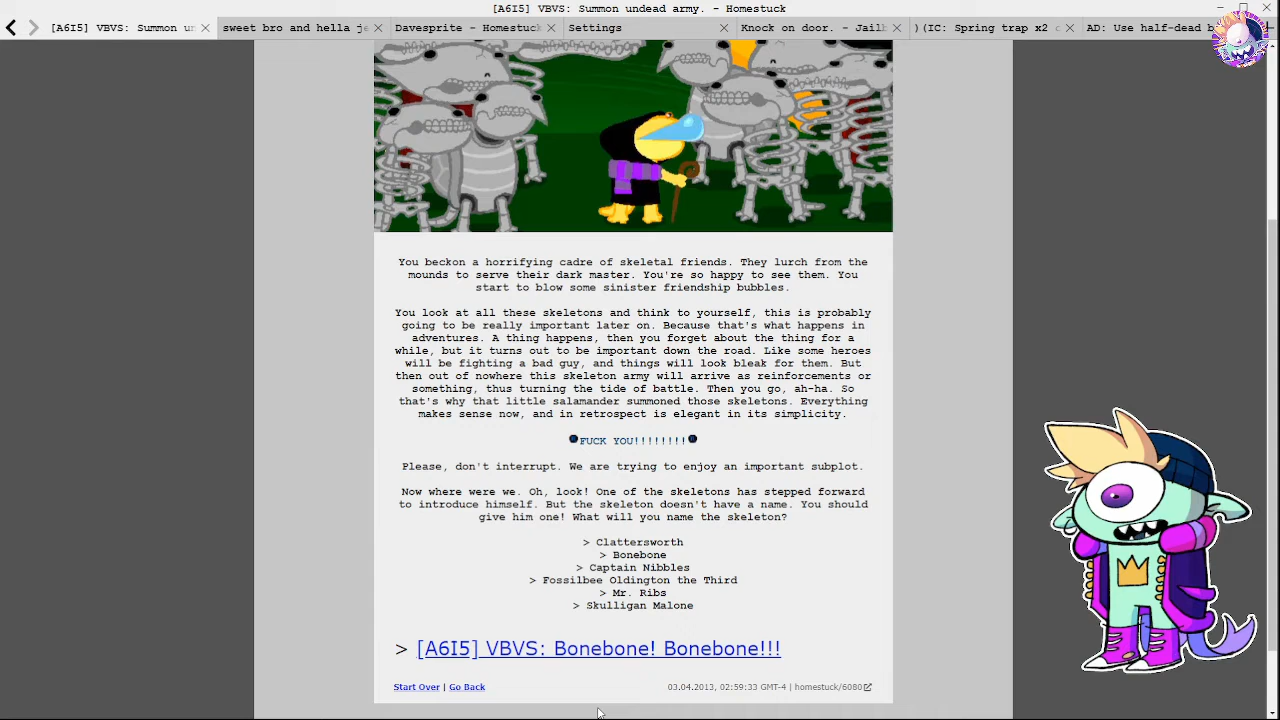 [A6I5] VBVS: Summon undead army. - Homestuck
[A6I5] VBVS: Summon un
sweet bro and hella je
Davesprite - Homestuck
Settings
Knock on door. - Jailb
)(IC: Spring trap x2 c
AD: Use half-dead
You beckon a horrifying cadre of skeletal friends. They lurch from the
mounds to serve their dark master. You're so happy to see them. You
start to blow some sinister friendship bubbles.
You look at all these skeletons and think to yourself, this is probably
going to be really important later on. Because that's what happens in
adventures. A thing happens, then you forget about the thing for a
while, but it turns out to be important down the road. Like some heroes
will be fighting a bad guy, and things will look bleak for them. But
then out of nowhere this skeleton army will arrive as reinforcements or
something, thus turning the tide of battle. Then you go, ah-ha. So
that's why that little salamander summoned those skeletons. Everything
makes sense now, and in retrospect is elegant in its simplicity.
FUCK YOU!!!!!!!!
Please, don't interrupt. We are trying to enjoy an important subplot.
Now where were we. Oh, look! One of the skeletons has stepped forward
to introduce himself. But the skeleton doesn't have a name. You should
give him one! What will you name the skeleton?
> Clattersworth
> Bonebone
> Captain Nibbles
> Fossilbee Oldington the Third
> Mr. Ribs
> Skulligan Malone
> [A6I5] VBVS: Bonebone! Bonebone!!!
Start Over | Go Back
03.04.2013, 02:59:33 GMT-4 | homestuck/6080